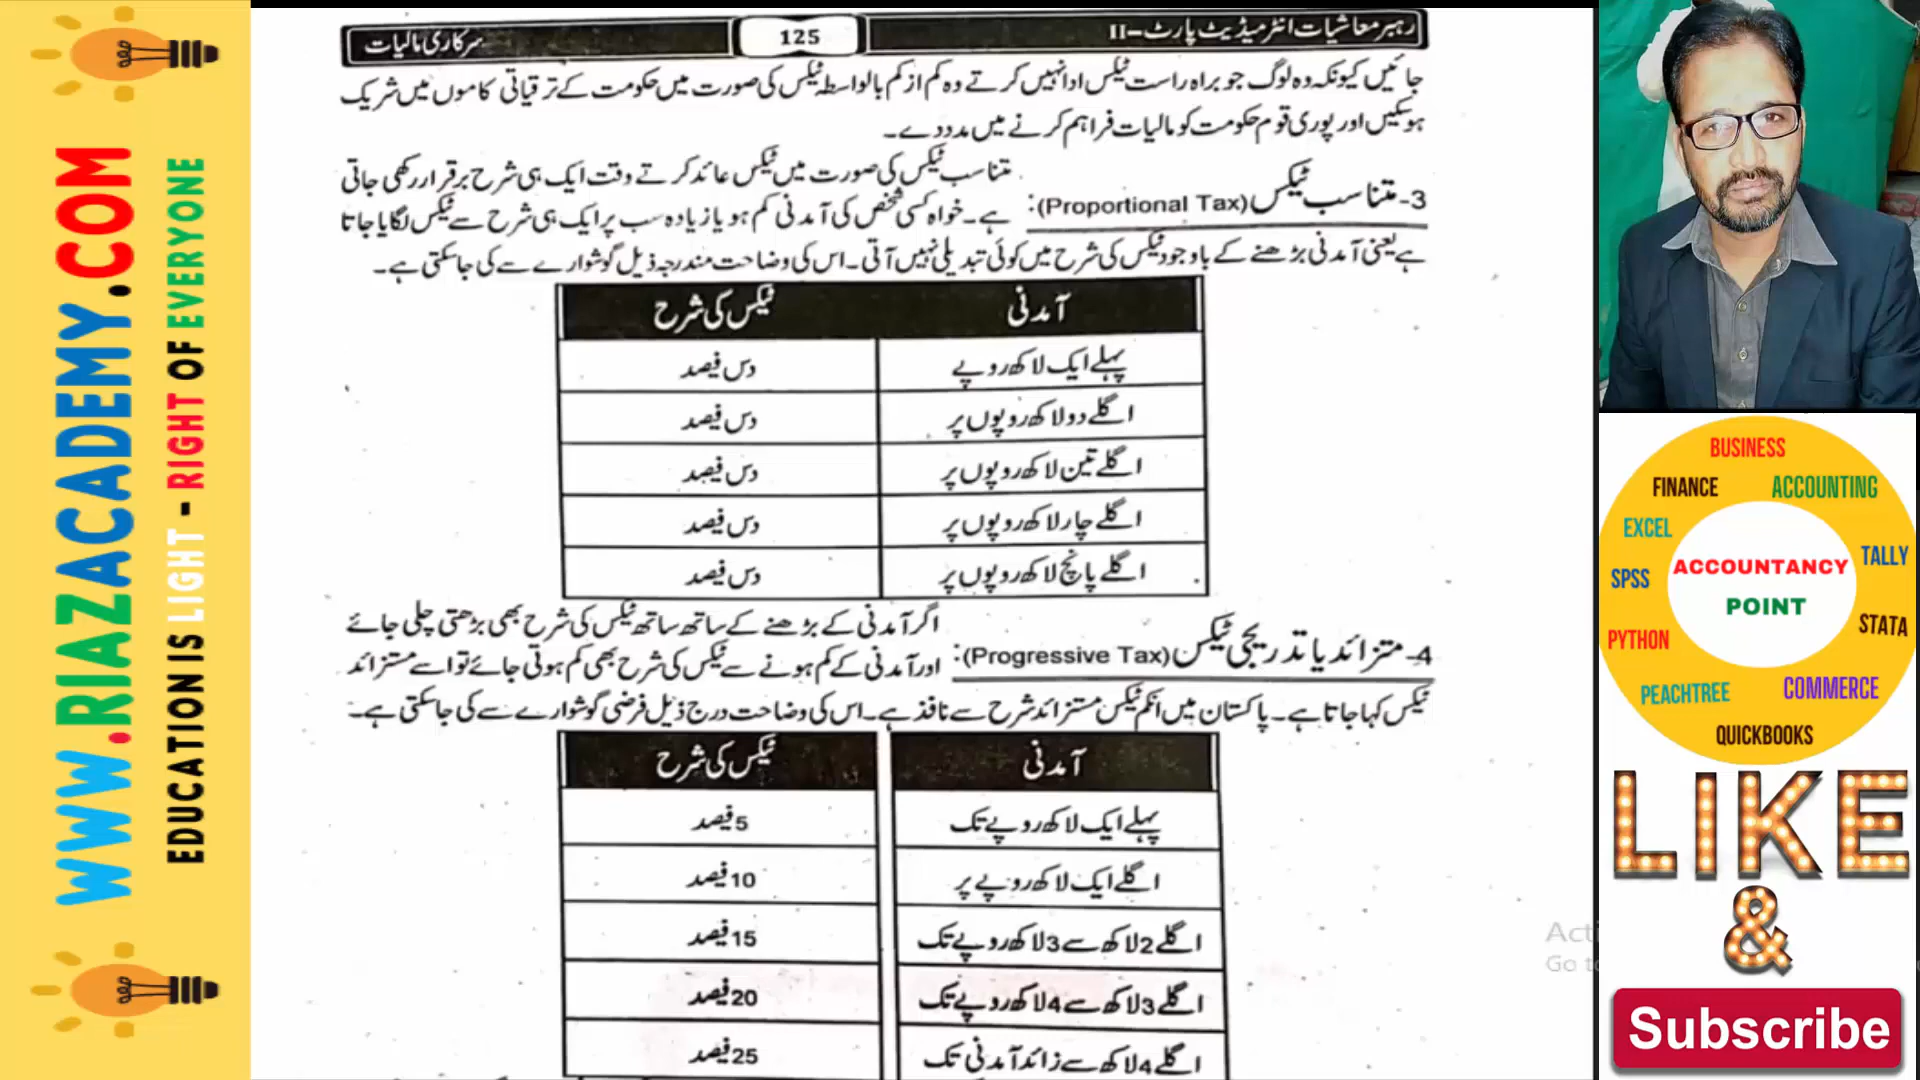 WWW.RIAZACADEMY.COM
EDUCATION IS LIGHT - RIGHT OF EVERYONE
رہبر معاشیات انٹرمیڈیٹ پارٹ-II
125
سرکاری مالیات
جائیں کیونکہ وہ لوگ جو براہ راست ٹیکس ادا نہیں کرتے وہ کم از کم بالواسطہ ٹیکس کی صورت میں حکومت کے ترقیاتی کاموں میں شریک
ہو سکیں اور پوری قوم حکومت کو مالیات فراہم کرنے میں مدد دے۔
3- متناسب ٹیکس (Proportional Tax):
متناسب ٹیکس کی صورت میں ٹیکس عائد کرتے وقت ایک ہی شرح برقرار رکھی جاتی
ہے۔ خواہ کسی شخص کی آمدنی کم ہو یا زیادہ سب پر ایک ہی شرح سے ٹیکس لگایا جاتا
ہے یعنی آمدنی بڑھنے کے باوجود ٹیکس کی شرح میں کوئی تبدیلی نہیں آتی۔ اس کی وضاحت مندرجہ ذیل گوشوارے سے کی جا سکتی ہے۔
آمدنی ٹیکس کی شرح
پہلے ایک لاکھ روپے دس فیصد
اگلے دو لاکھ روپوں پر دس فیصد
اگلے تین لاکھ روپوں پر دس فیصد
اگلے چار لاکھ روپوں پر دس فیصد
اگلے پانچ لاکھ روپوں پر دس فیصد
4- متزائد یا تدریجی ٹیکس (Progressive Tax):
اگر آمدنی کے بڑھنے کے ساتھ ساتھ ٹیکس کی شرح بھی بڑھتی چلی جائے
اور آمدنی کے کم ہونے سے ٹیکس کی شرح بھی کم ہوتی جائے تو اسے مستزائد
ٹیکس کہا جاتا ہے۔ پاکستان میں انکم ٹیکس مستزائد شرح سے نافذ ہے۔ اس کی وضاحت درج ذیل فرضی گوشوارے سے کی جا سکتی ہے۔
آمدنی ٹیکس کی شرح
پہلے ایک لاکھ روپے تک 5 فیصد
اگلے ایک لاکھ روپے پر 10 فیصد
اگلے 2 لاکھ سے 3 لاکھ روپے تک 15 فیصد
اگلے 3 لاکھ سے 4 لاکھ روپے تک 20 فیصد
اگلے 4 لاکھ سے زائد آمدنی تک 25 فیصد
BUSINESS
FINANCE
ACCOUNTING
EXCEL
TALLY
SPSS
ACCOUNTANCY
POINT
STATA
PYTHON
PEACHTREE
COMMERCE
QUICKBOOKS
LIKE
&
Subscribe
Acti
Go to